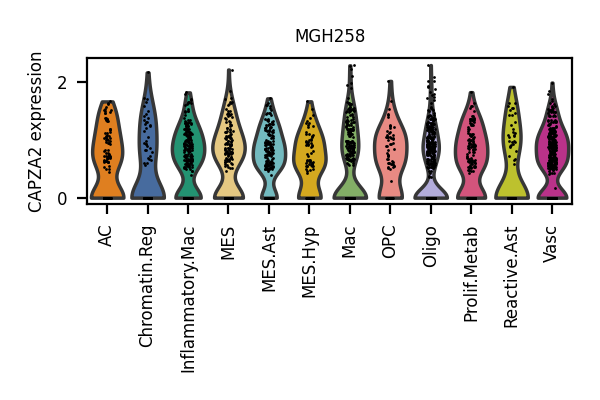 MGH258
CAPZA2 expression
2
0
AC
Chromatin.Reg
Inflammatory.Mac
MES
MES.Ast
MES.Hyp
Mac
OPC
Oligo
Prolif.Metab
Reactive.Ast
Vasc